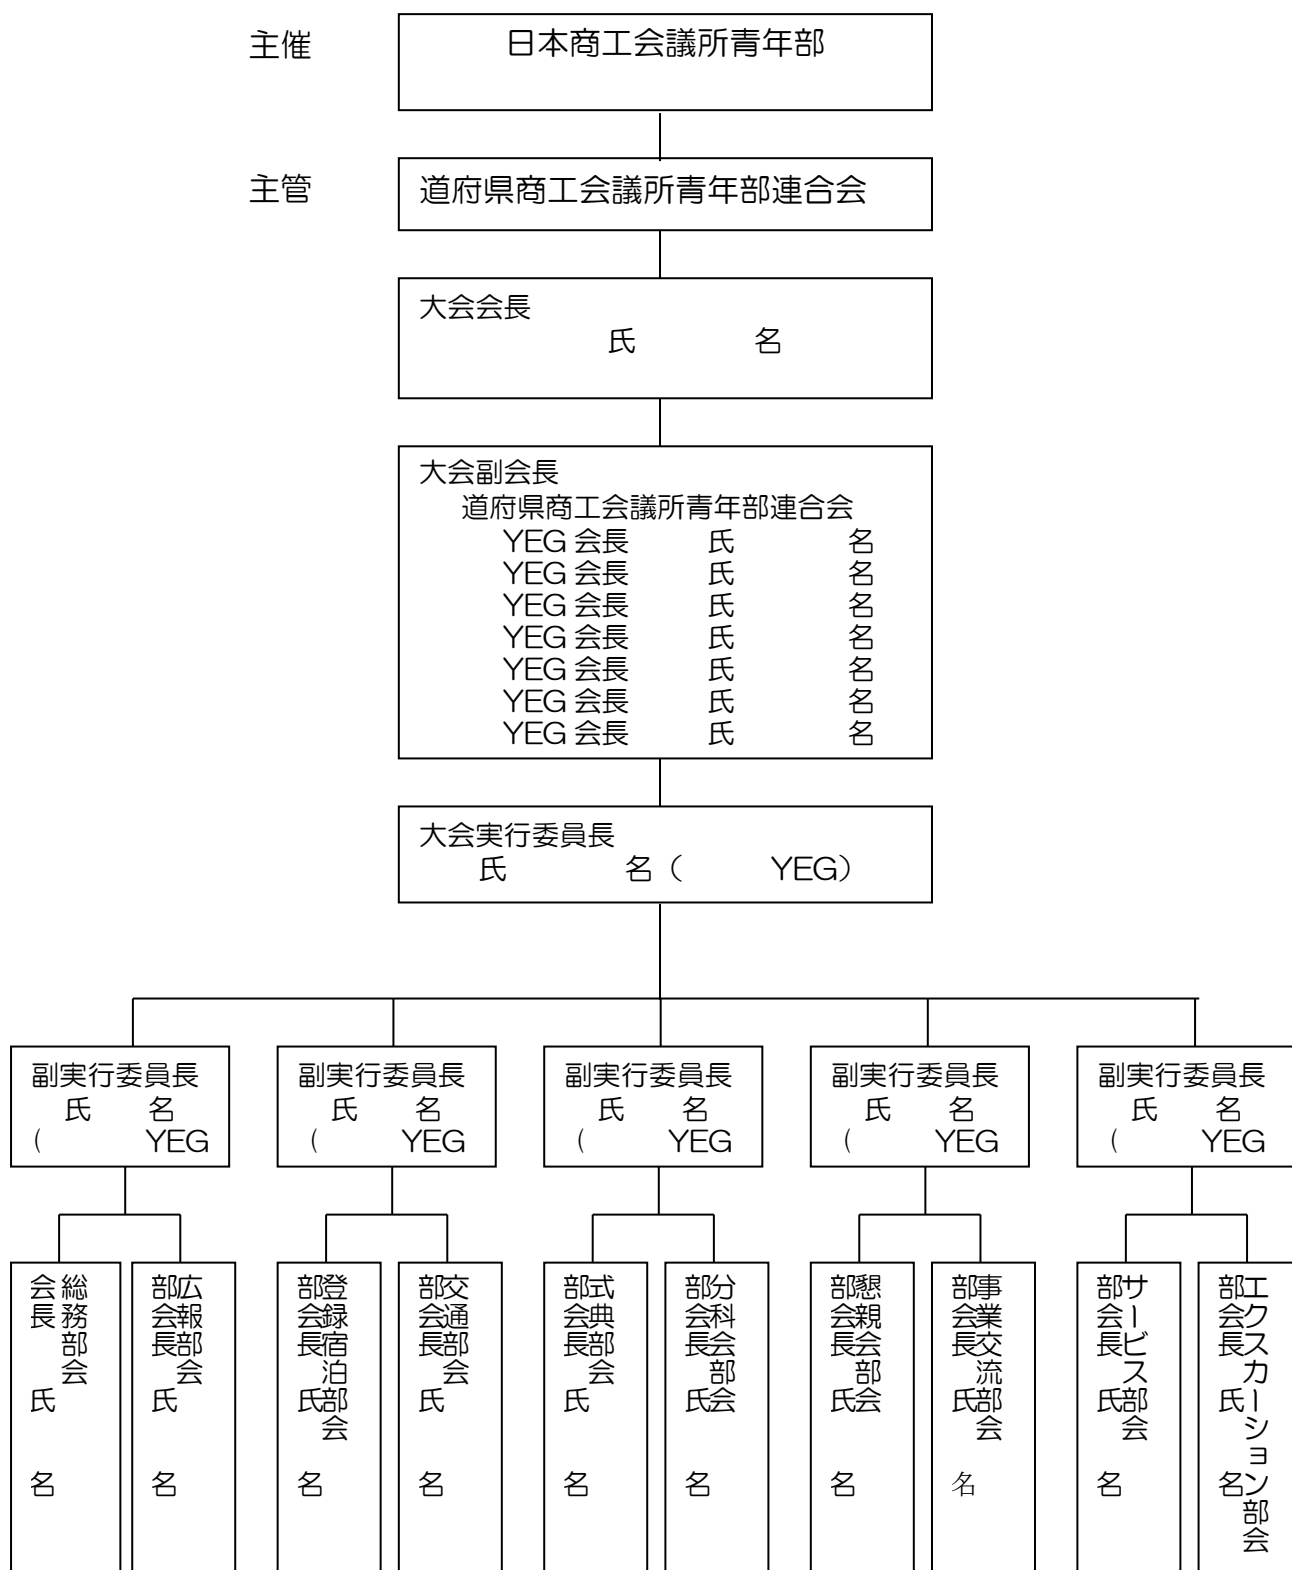 主催
日本商工会議所青年部
主管
道府県商工会議所青年部連合会
大会会長
氏 名
大会副会長
道府県商工会議所青年部連合会
YEG 会長 氏 名
YEG 会長 氏 名
YEG 会長 氏 名
YEG 会長 氏 名
YEG 会長 氏 名
YEG 会長 氏 名
YEG 会長 氏 名
大会実行委員長
氏 名（ YEG）
副実行委員長
氏 名
（ YEG
副実行委員長
氏 名
（ YEG
副実行委員長
氏 名
（ YEG
副実行委員長
氏 名
（ YEG
副実行委員長
氏 名
（ YEG
総務部会
会長 氏 名
広報部会
部会長 氏 名
登録宿泊部会
部会長 氏 名
交通部会
部会長 氏 名
式典部会
部会長 氏 名
分科会部会
部会長 氏 名
懇親会部会
部会長 氏 名
事業交流部会
部会長 氏 名
サービス部会
部会長 氏 名
エクスカーション部会
部会長 氏 名